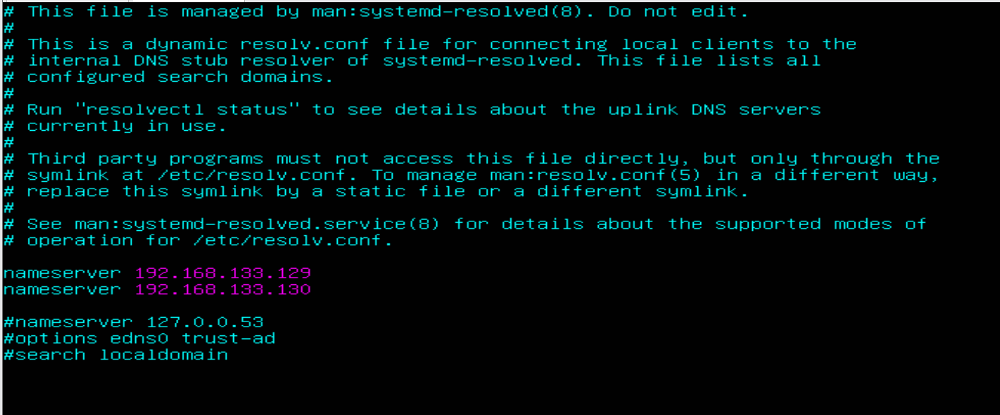 # This file is managed by man:systemd-resolved(8). Do not edit.
#
# This is a dynamic resolv.conf file for connecting local clients to the
# internal DNS stub resolver of systemd-resolved. This file lists all
# configured search domains.
#
# Run "resolvectl status" to see details about the uplink DNS servers
# currently in use.
#
# Third party programs must not access this file directly, but only through the
# symlink at /etc/resolv.conf. To manage man:resolv.conf(5) in a different way,
# replace this symlink by a static file or a different symlink.
#
# See man:systemd-resolved.service(8) for details about the supported modes of
# operation for /etc/resolv.conf.
nameserver 192.168.133.129
nameserver 192.168.133.130
#nameserver 127.0.0.53
#options edns0 trust-ad
#search localdomain